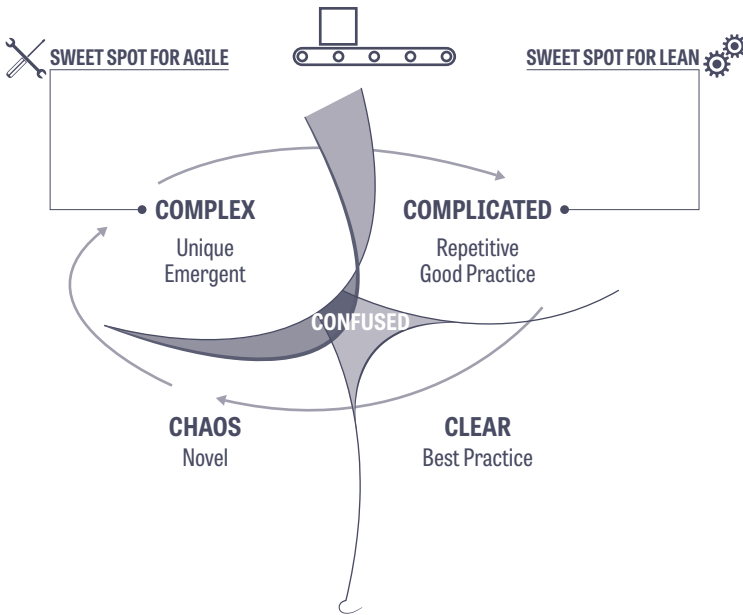 SWEET SPOT FOR AGILE
SWEET SPOT FOR LEAN
COMPLEX
Unique
Emergent
COMPLICATED
Repetitive
Good Practice
CONFUSED
CHAOS
Novel
CLEAR
Best Practice